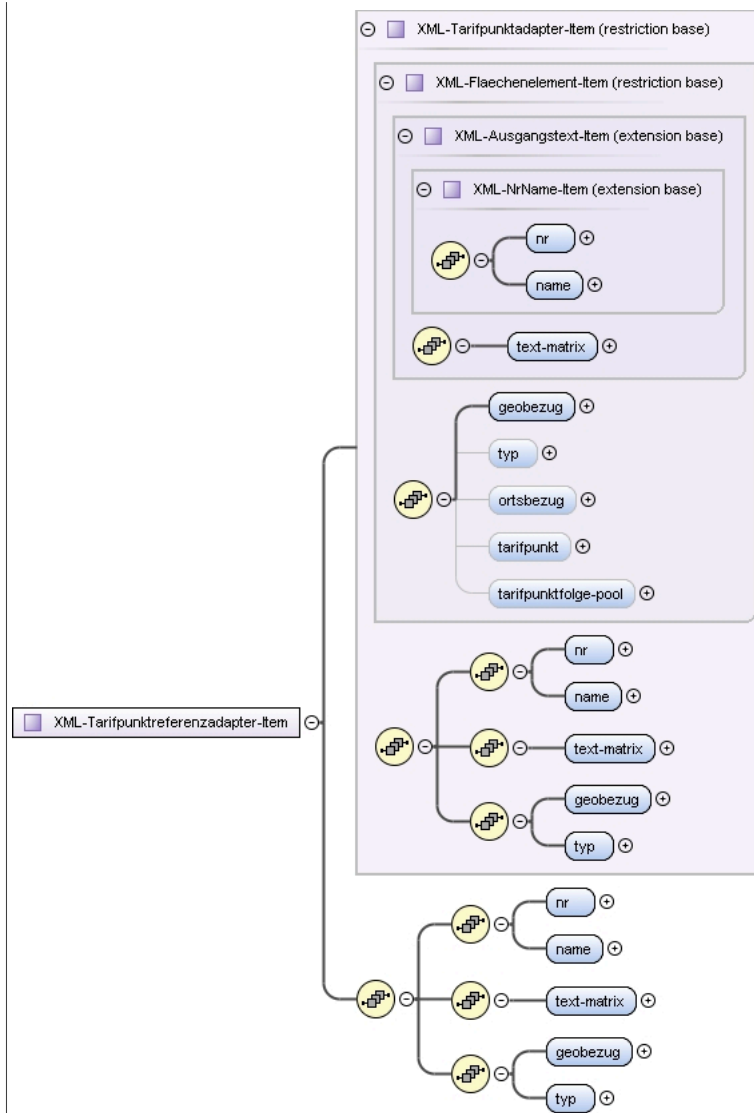 XML-Tarifpunktadapter-Item (restriction base)
XML-Flaechenelement-Item (restriction base)
XML-Ausgangstext-Item (extension base)
XML-NrName-Item (extension base)
nr
name
text-matrix
geobezug
typ
ortsbezug
tarifpunkt
tarifpunktfolge-pool
nr
name
XML-Tarifpunktreferenzadapter-Item
text-matrix
geobezug
typ
nr
name
text-matrix
geobezug
typ